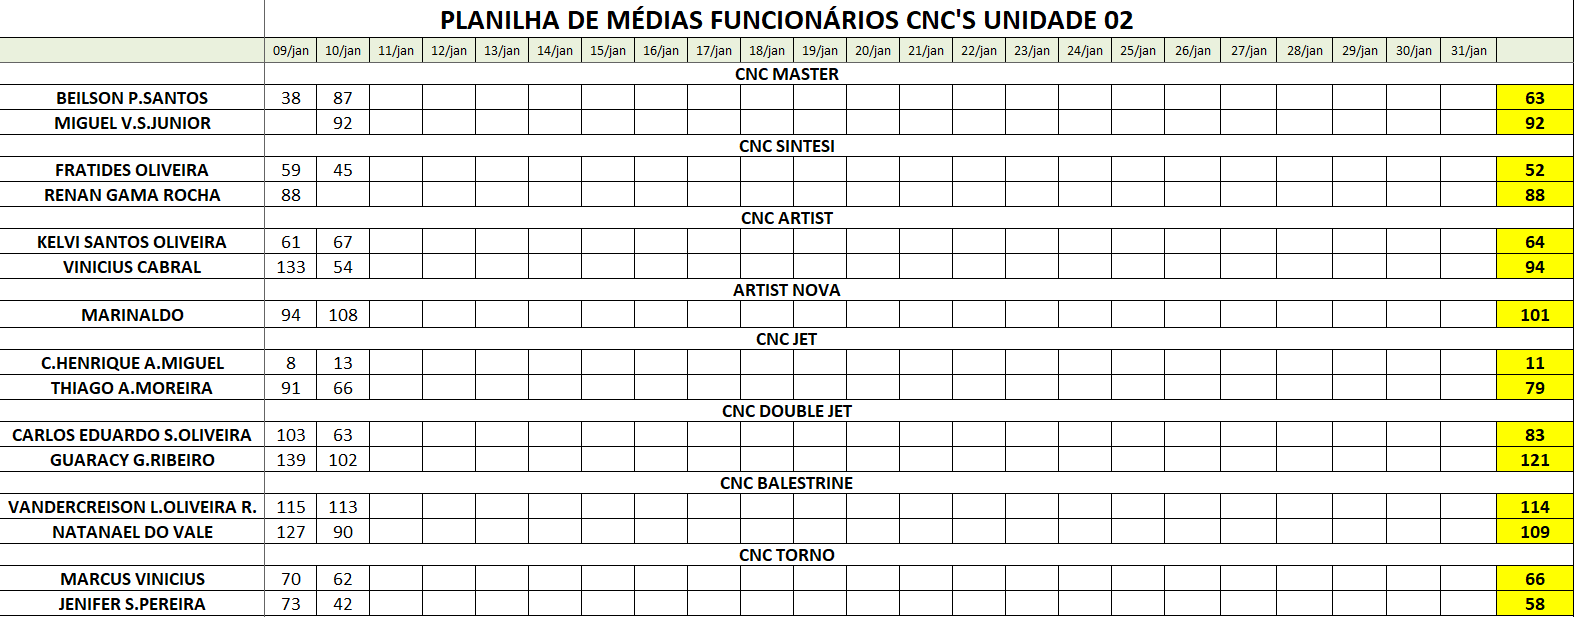 PLANILHA DE MÉDIAS FUNCIONÁRIOS CNC'S UNIDADE 02
09/jan 10/jan 11/jan 12/jan 13/jan 14/jan 15/jan 16/jan 17/jan 18/jan 19/jan 20/jan 21/jan 22/jan 23/jan 24/jan 25/jan 26/jan 27/jan 28/jan 29/jan 30/jan 31/jan
CNC MASTER
BEILSON P.SANTOS 38 87 63
MIGUEL V.S.JUNIOR 92 92
CNC SINTESI
FRATIDES OLIVEIRA 59 45 52
RENAN GAMA ROCHA 88 88
CNC ARTIST
KELVI SANTOS OLIVEIRA 61 67 64
VINICIUS CABRAL 133 54 94
ARTIST NOVA
MARINALDO 94 108 101
CNC JET
C.HENRIQUE A.MIGUEL 8 13 11
THIAGO A.MOREIRA 91 66 79
CNC DOUBLE JET
CARLOS EDUARDO S.OLIVEIRA 103 63 83
GUARACY G.RIBEIRO 139 102 121
CNC BALESTRINE
VANDERCREISON L.OLIVEIRA R. 115 113 114
NATANAEL DO VALE 127 90 109
CNC TORNO
MARCUS VINICIUS 70 62 66
JENIFER S.PEREIRA 73 42 58